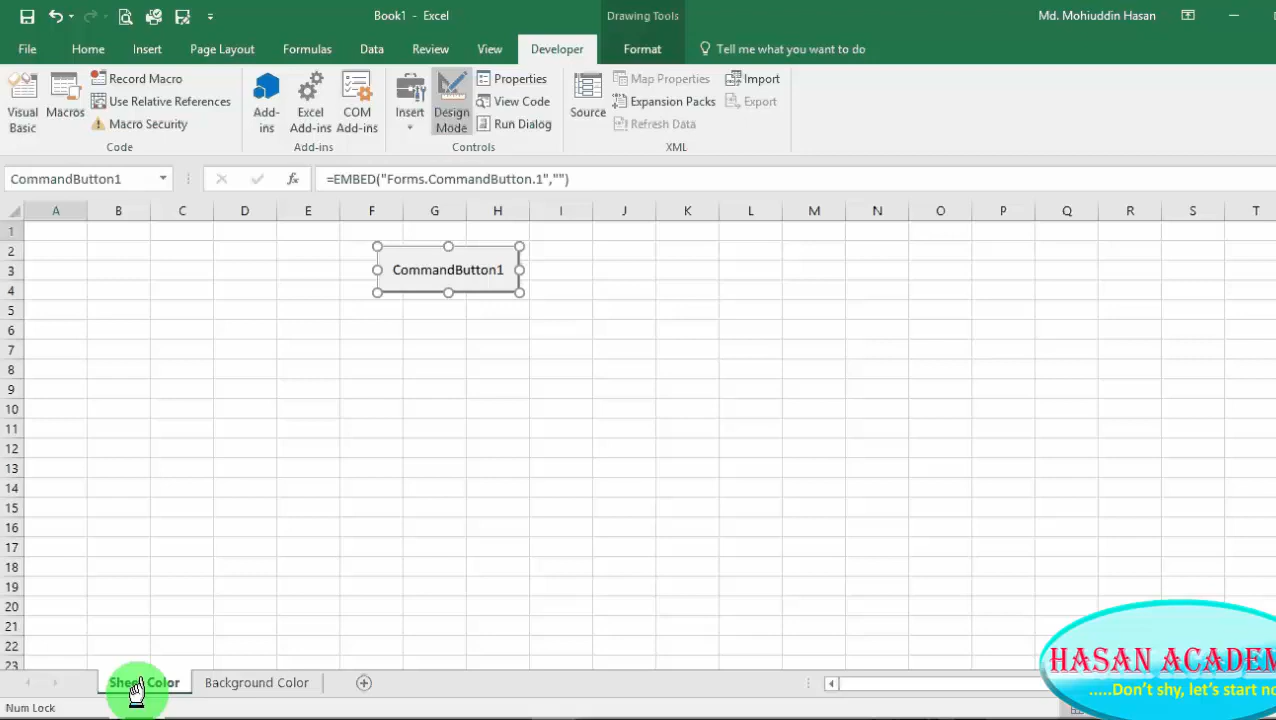 Book1 - Excel
Drawing Tools
Md. Mohiuddin Hasan
File
Home
Insert
Page Layout
Formulas
Data
Review
View
Developer
Format
Tell me what you want to do
Visual Basic
Macros
Record Macro
Use Relative References
Macro Security
Code
Add-ins
Excel Add-ins
COM Add-ins
Add-ins
Insert
Design Mode
Properties
View Code
Run Dialog
Controls
Source
Map Properties
Expansion Packs
Refresh Data
Import
Export
XML
CommandButton1
fx
=EMBED("Forms.CommandButton.1","")
A B C D E F G H I J K L M N O P Q R S T
1
2
3
4
5
6
7
8
9
10
11
12
13
14
15
16
17
18
19
20
21
22
23
CommandButton1
Color
Background Color
Num Lock
HASAN ACADEM
.....Don't shy, let's start no